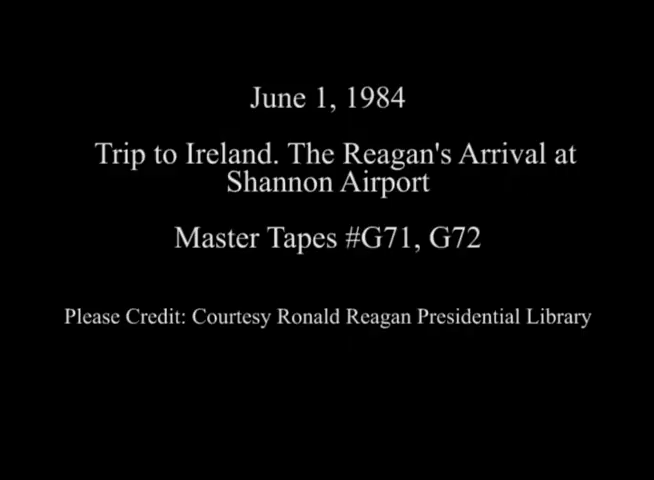 June 1, 1984
Trip to Ireland. The Reagan's Arrival at
Shannon Airport
Master Tapes #G71, G72
Please Credit: Courtesy Ronald Reagan Presidential Library